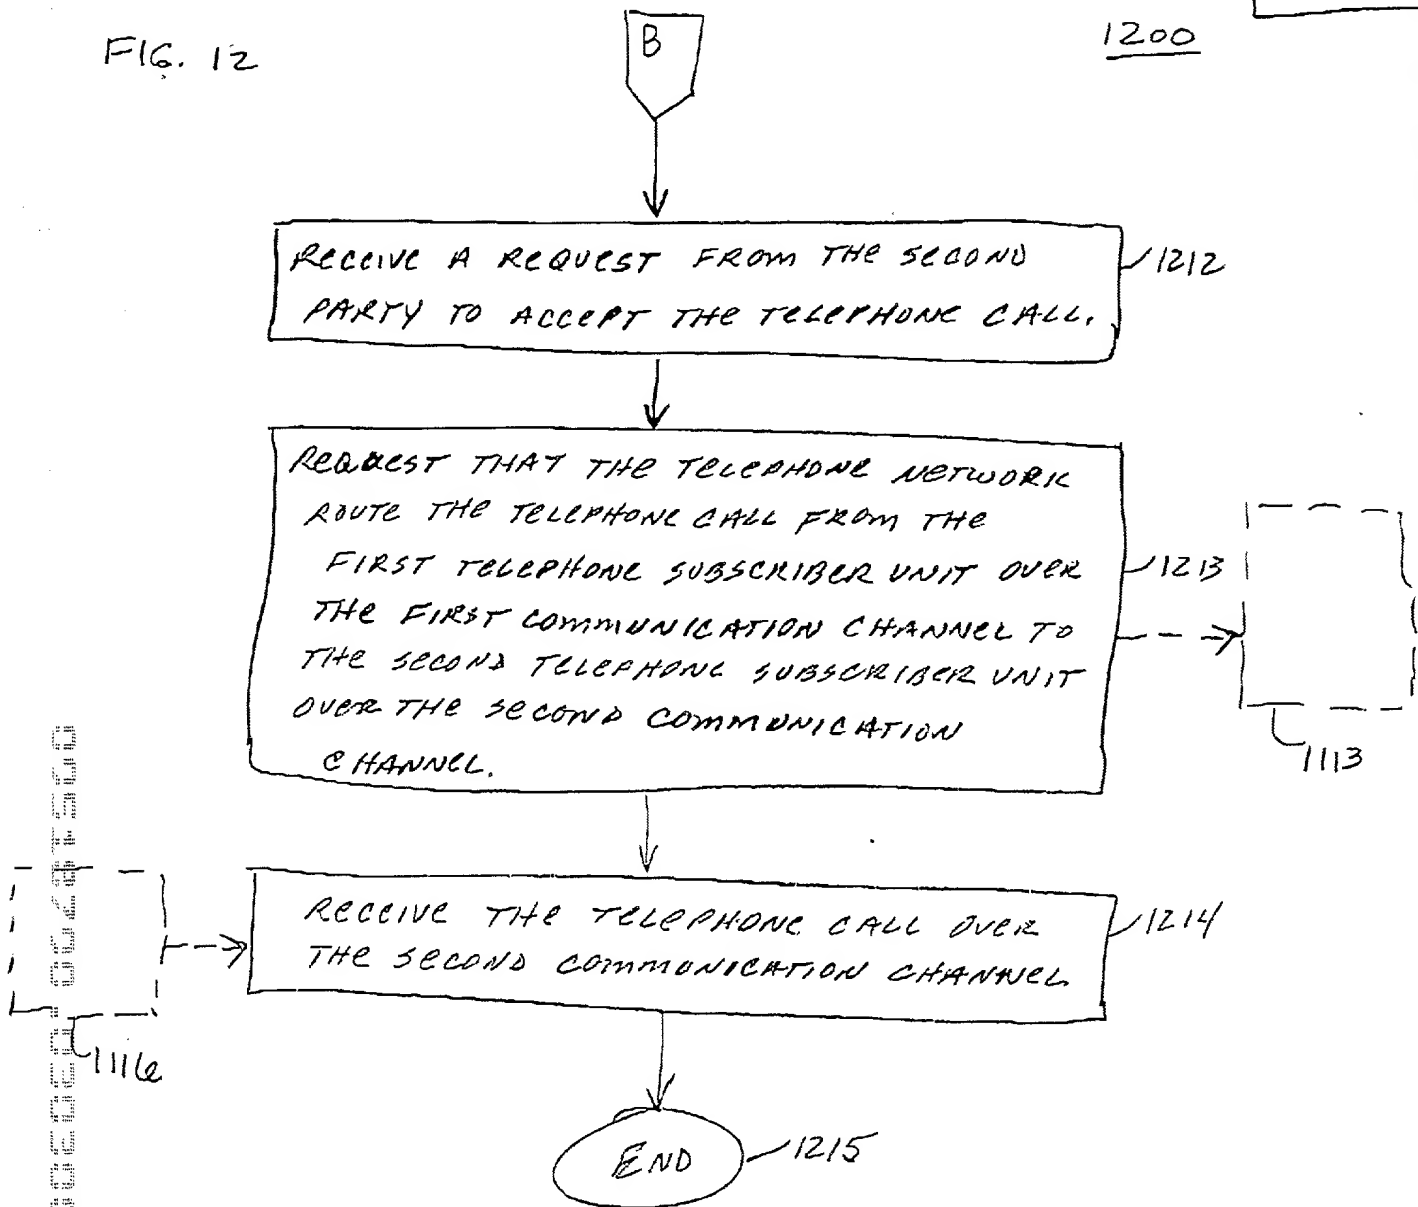 FIG. 12
B
1200
RECEIVE A REQUEST FROM THE SECOND
PARTY TO ACCEPT THE TELEPHONE CALL.
1212
REQUEST THAT THE TELEPHONE NETWORK
ROUTE THE TELEPHONE CALL FROM THE
FIRST TELEPHONE SUBSCRIBER UNIT OVER
THE FIRST COMMUNICATION CHANNEL TO
THE SECOND TELEPHONE SUBSCRIBER UNIT
OVER THE SECOND COMMUNICATION
CHANNEL.
1213
1113
RECEIVE THE TELEPHONE CALL OVER
THE SECOND COMMUNICATION CHANNEL
1214
1116
END
1215